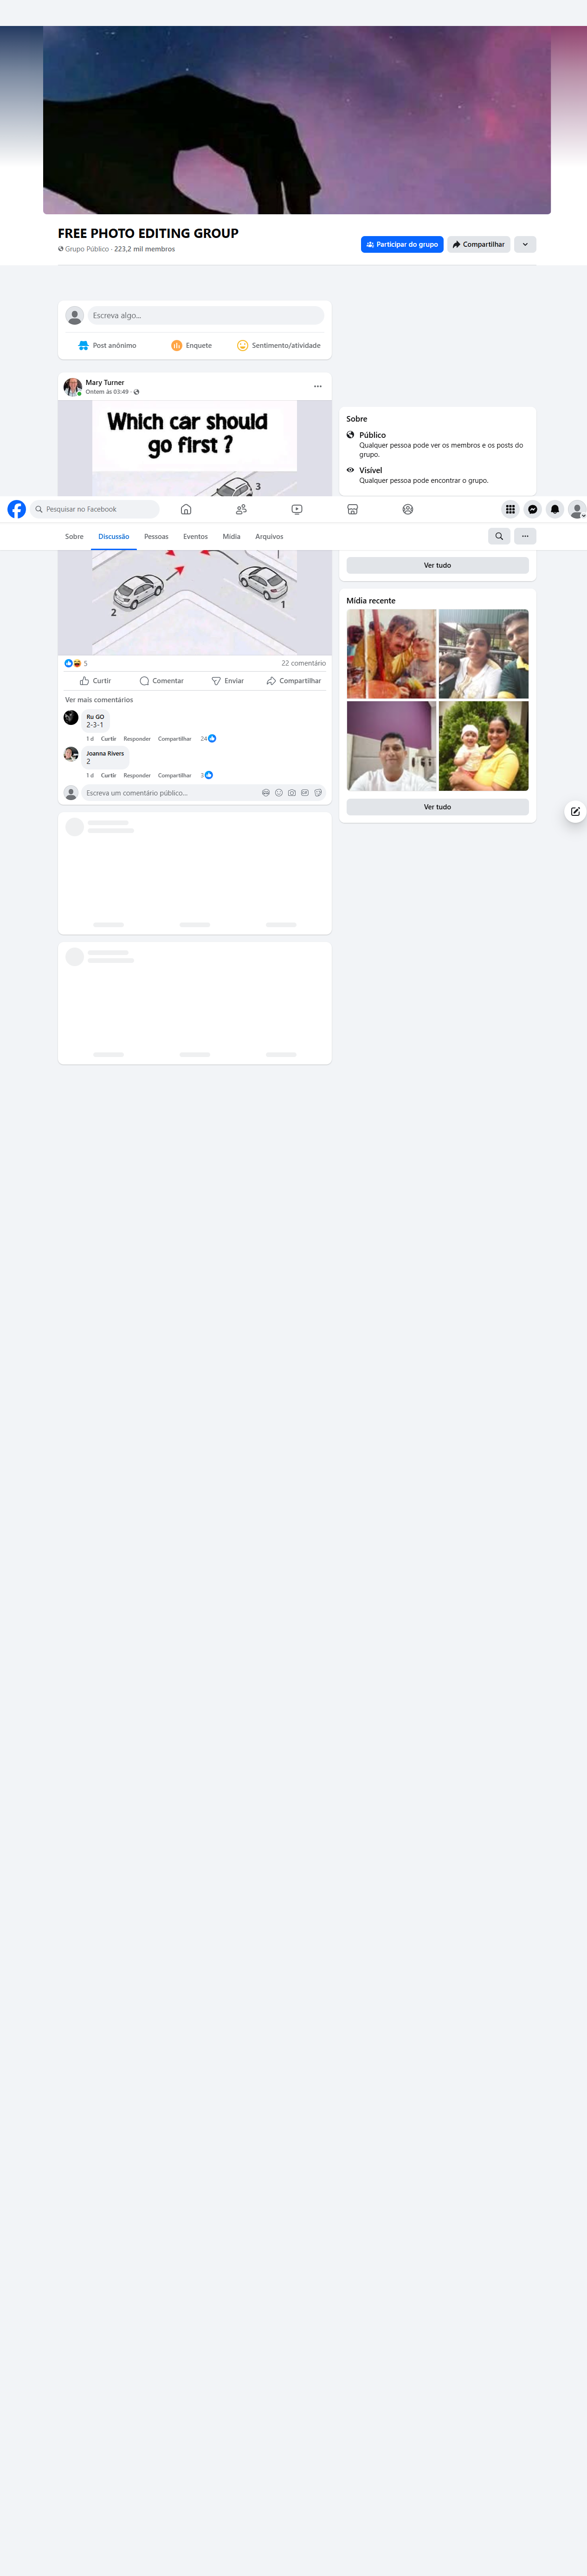 FREE PHOTO EDITING GROUP
Grupo Público · 223,2 mil membros
Participar do grupo
Compartilhar
Escreva algo...
Post anônimo
Enquete
Sentimento/atividade
Mary Turner
Ontem às 03:49 ·
Which car should
go first ?
3
Sobre
Público
Qualquer pessoa pode ver os membros e os posts do
grupo.
Visível
Qualquer pessoa pode encontrar o grupo.
Pesquisar no Facebook
Sobre
Discussão
Pessoas
Eventos
Mídia
Arquivos
2
1
Ver tudo
Mídia recente
5
22 comentário
Curtir
Comentar
Enviar
Compartilhar
Ver mais comentários
Ru GO
2-3-1
1 d Curtir Responder Compartilhar 24
Joanna Rivers
2
1 d Curtir Responder Compartilhar 3
Escreva um comentário público...
Ver tudo